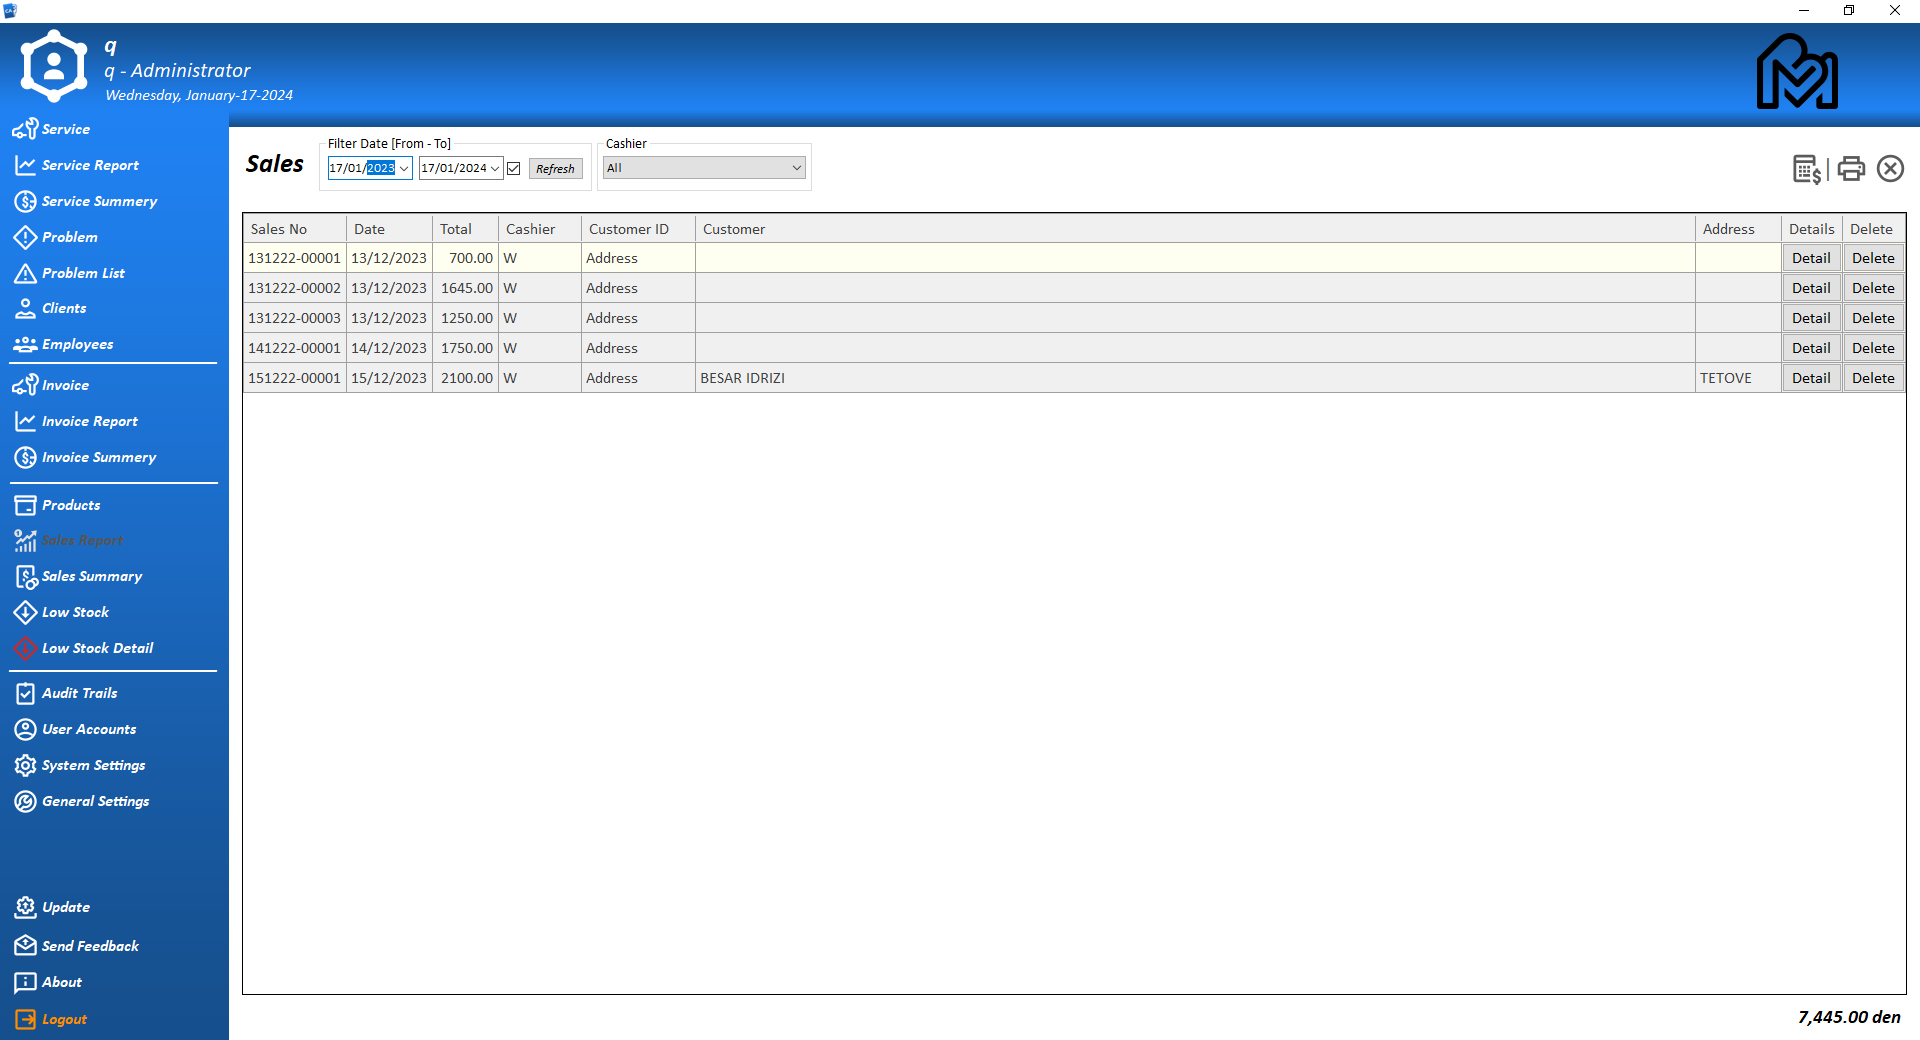 q
q - Administrator
Wednesday, January-17-2024
Service
Service Report
Service Summery
Problem
Problem List
Clients
Employees
Invoice
Invoice Report
Invoice Summery
Products
Sales Report
Sales Summary
Low Stock
Low Stock Detail
Audit Trails
User Accounts
System Settings
General Settings
Update
Send Feedback
About
Logout
Sales
Filter Date [From - To]
17/01/2023 17/01/2024 Refresh
Cashier
All
Sales No Date Total Cashier Customer ID Customer Address Details Delete
131222-00001 13/12/2023 700.00 W Address Detail Delete
131222-00002 13/12/2023 1645.00 W Address Detail Delete
131222-00003 13/12/2023 1250.00 W Address Detail Delete
141222-00001 14/12/2023 1750.00 W Address Detail Delete
151222-00001 15/12/2023 2100.00 W Address BESAR IDRIZI TETOVE Detail Delete
7,445.00 den